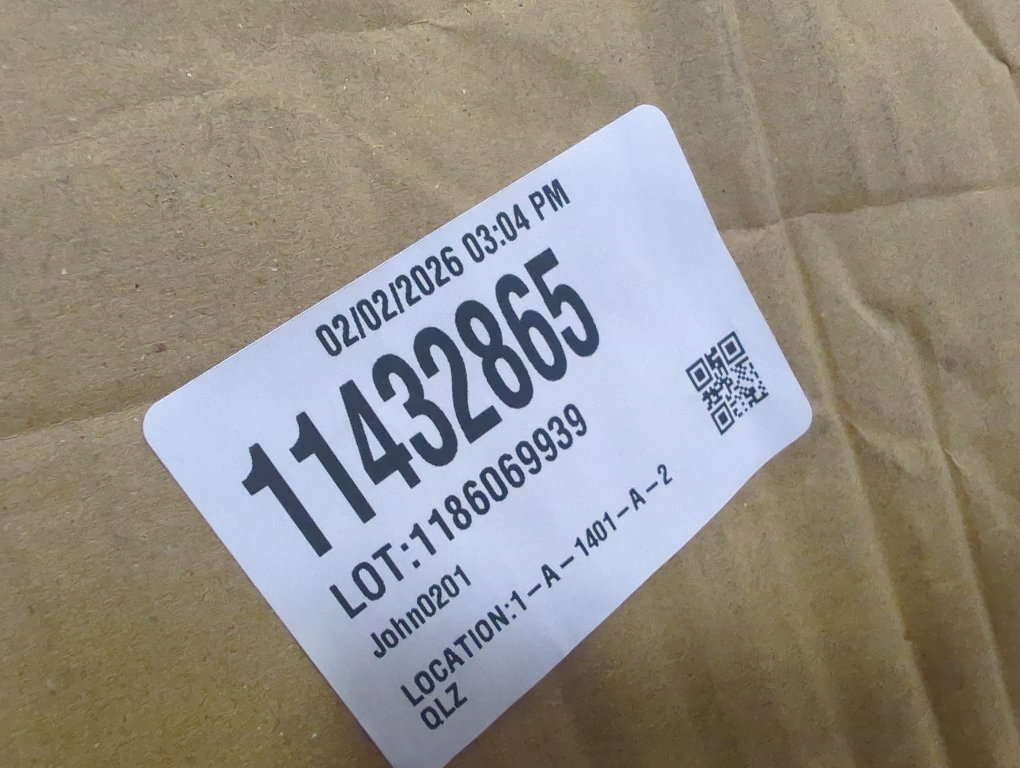 02/02/2026 03:04 PM
11432865
LOT:1186069939
John0201
LOCATION:1-A-1401-A-2
QLZ